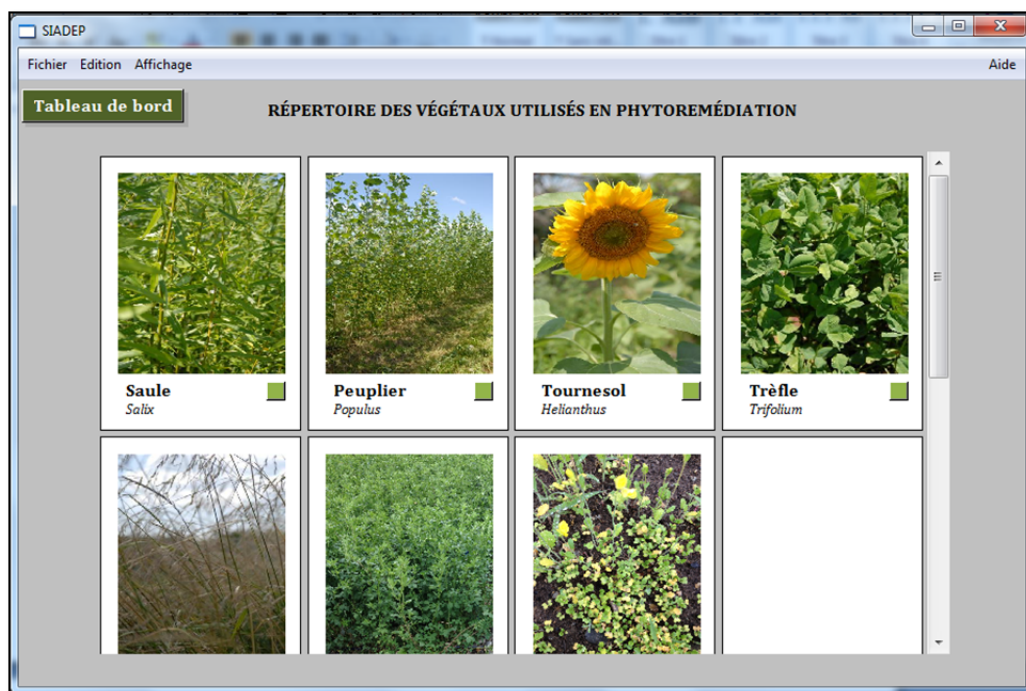 SIADEP
Fichier Edition Affichage Aide
Tableau de bord
RÉPERTOIRE DES VÉGÉTAUX UTILISÉS EN PHYTOREMÉDIATION
Saule
Salix
Peuplier
Populus
Tournesol
Helianthus
Trèfle
Trifolium